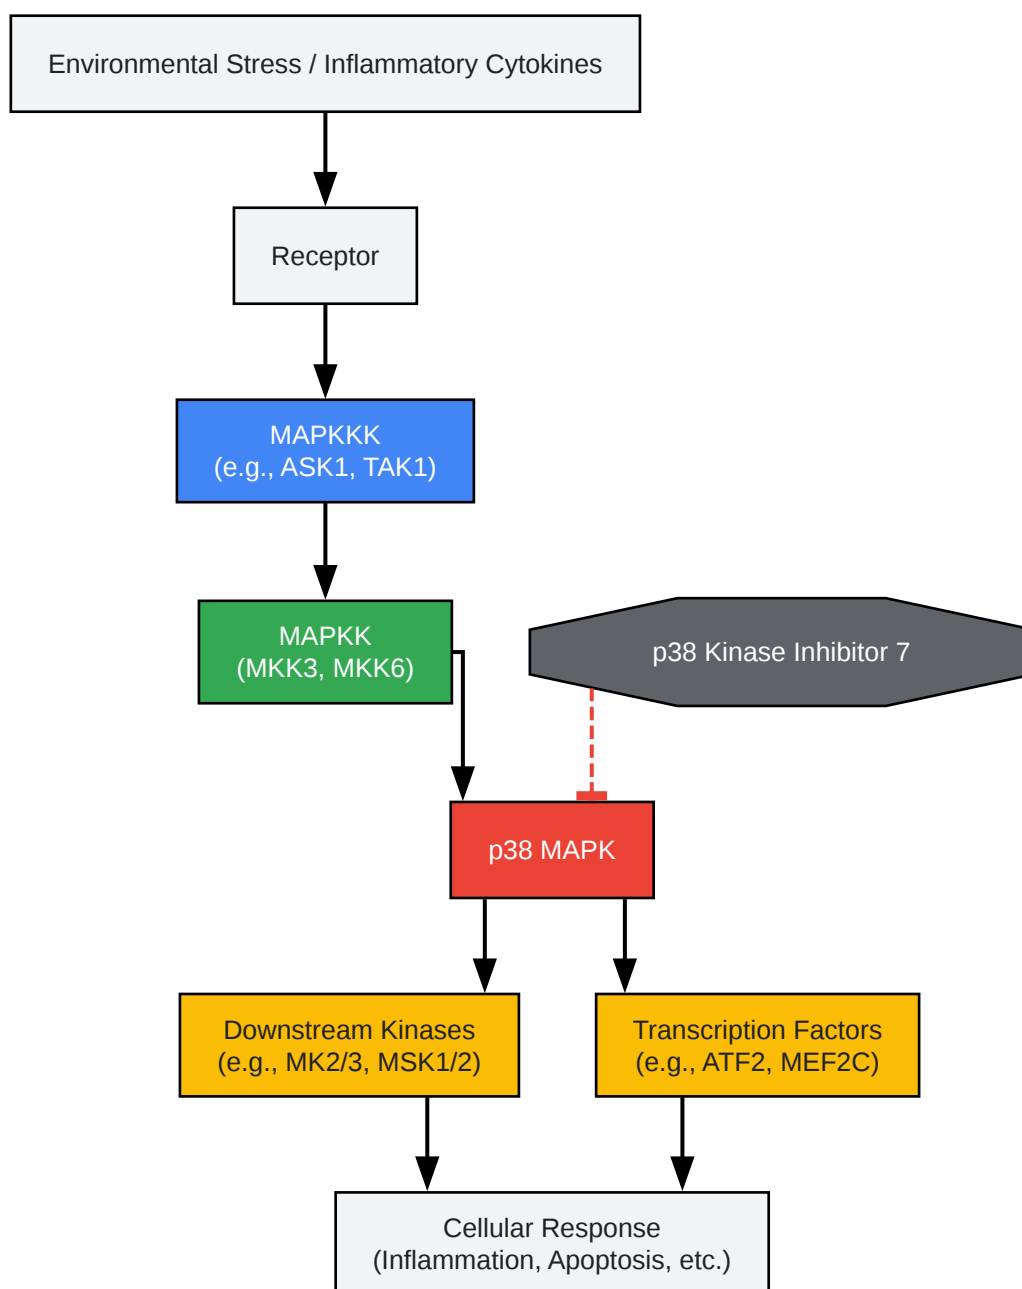 Environmental Stress / Inflammatory Cytokines
Receptor
MAPKKK
(e.g., ASK1, TAK1)
MAPKK
(MKK3, MKK6)
p38 Kinase Inhibitor 7
p38 MAPK
Downstream Kinases
(e.g., MK2/3, MSK1/2)
Transcription Factors
(e.g., ATF2, MEF2C)
Cellular Response
(Inflammation, Apoptosis, etc.)